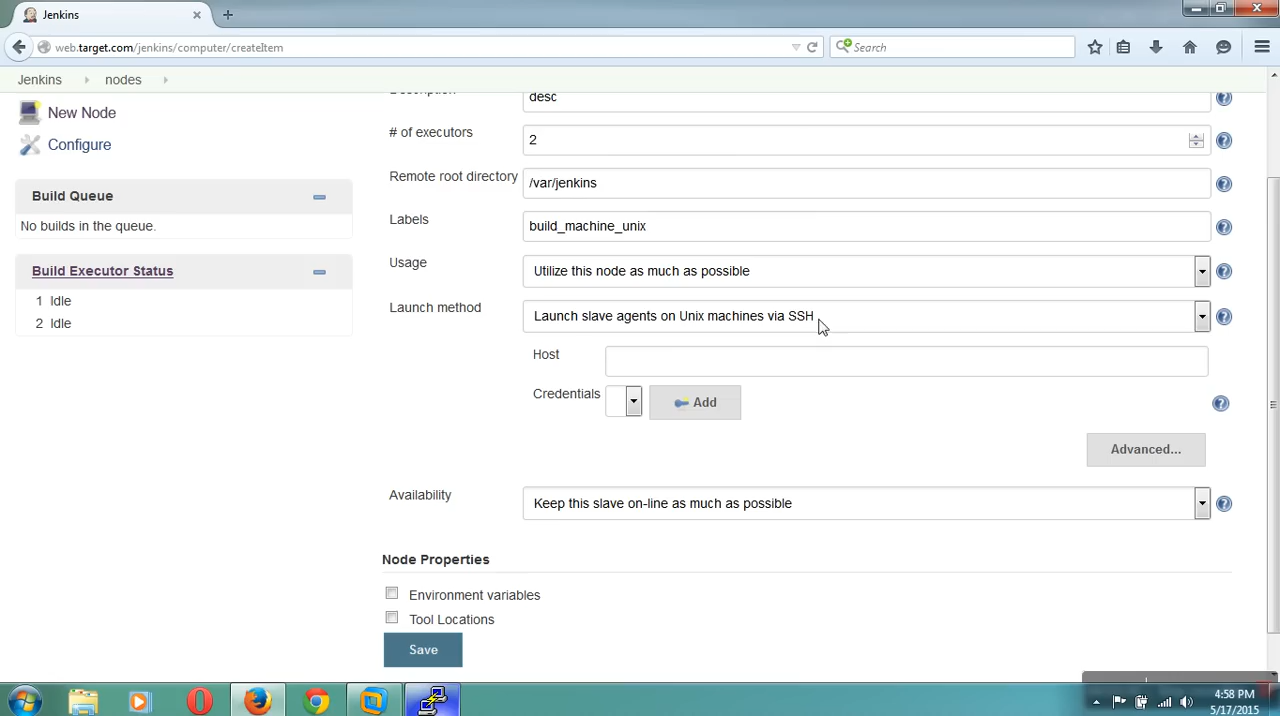 Jenkins
web.target.com/jenkins/computer/createItem
Search
Jenkins
nodes
New Node
Configure
Build Queue
No builds in the queue.
Build Executor Status
1 Idle
2 Idle
Description
desc
# of executors
2
Remote root directory
/var/jenkins
Labels
build_machine_unix
Usage
Utilize this node as much as possible
Launch method
Launch slave agents on Unix machines via SSH
Host
Credentials
Add
Advanced...
Availability
Keep this slave on-line as much as possible
Node Properties
Environment variables
Tool Locations
Save
4:58 PM
5/17/2015